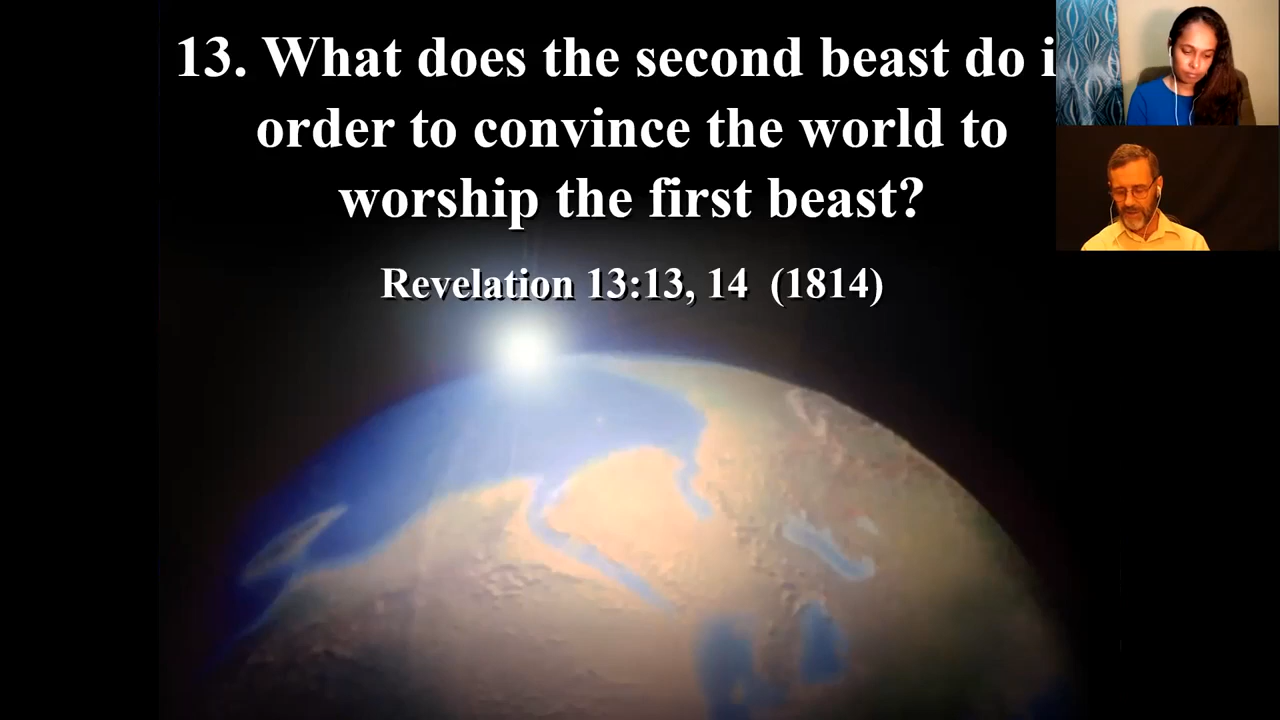 13. What does the second beast do i
order to convince the world to
worship the first beast?
Revelation 13:13, 14 (1814)